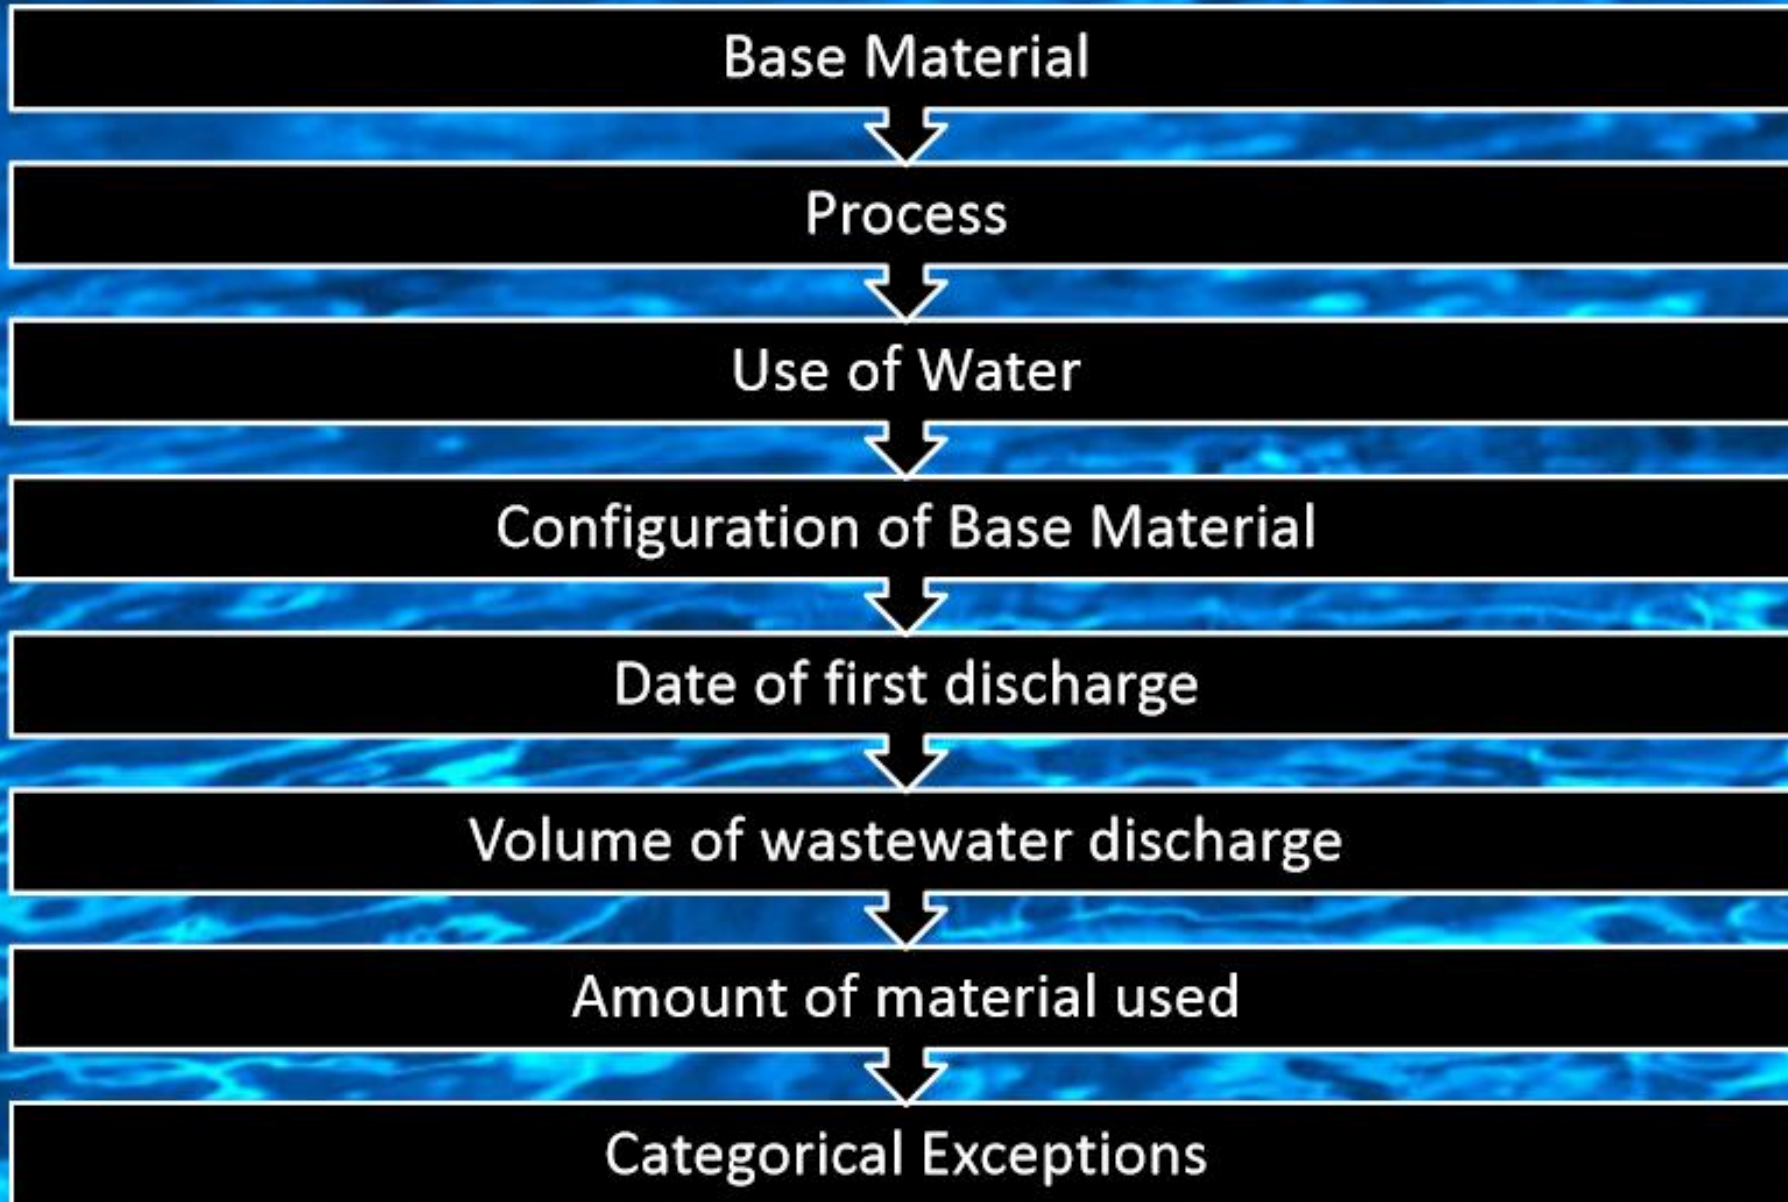 Base Material
Process
Use of Water
Configuration of Base Material
Date of first discharge
Volume of wastewater discharge
Amount of material used
Categorical Exceptions